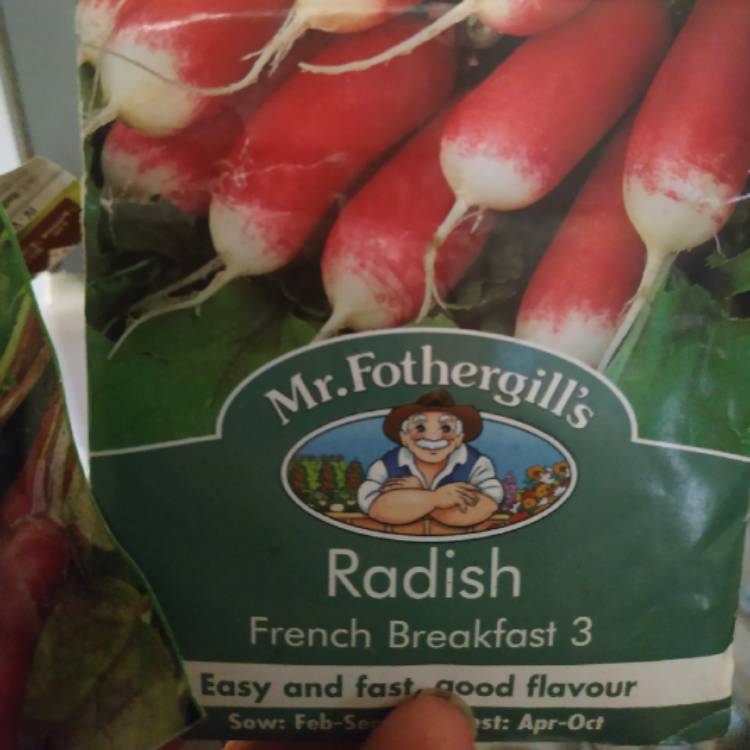 Mr. Fothergill's
Radish
French Breakfast 3
Easy and fast, good flavour
Sow: Feb-Se est: Apr-Oct